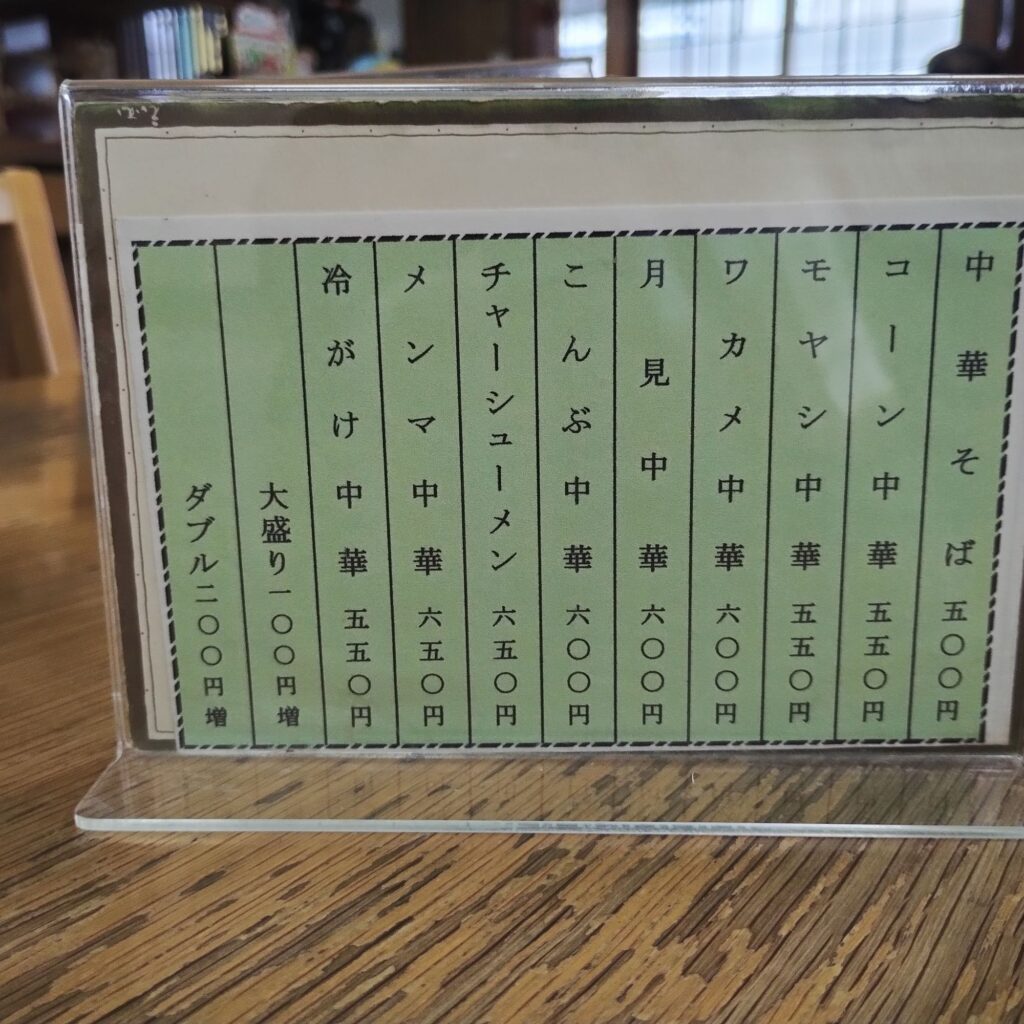 中華そば 五〇〇円
コーン中華 五五〇円
モヤシ中華 五五〇円
ワカメ中華 六〇〇円
月見中華 六〇〇円
こんぶ中華 六〇〇円
チャーシューメン 六五〇円
メンマ中華 六五〇円
冷がけ中華 五五〇円
大盛り一〇〇円増
ダブル二〇〇円増